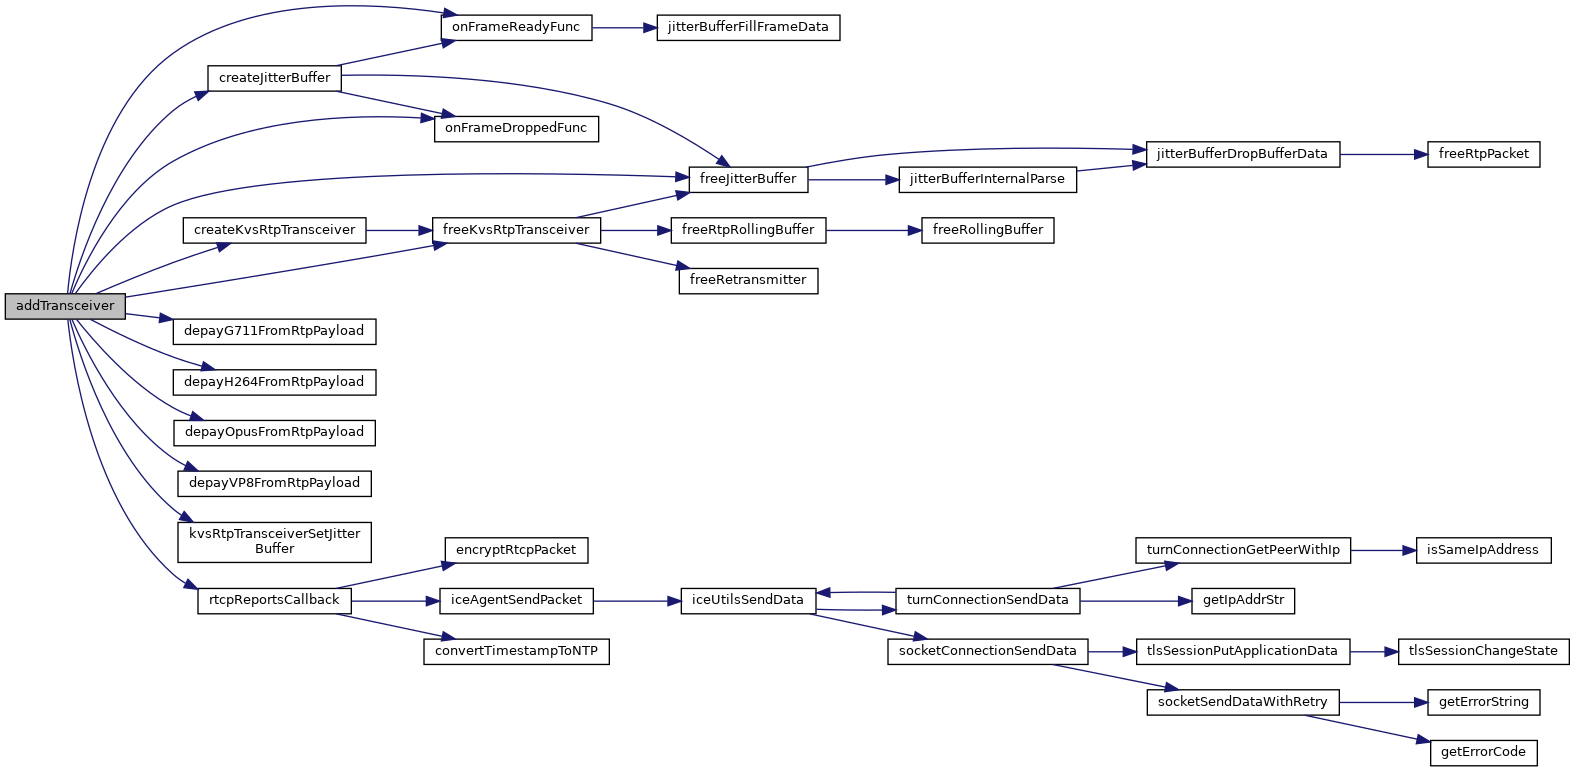 onFrameReadyFunc
jitterBufferFillFrameData
createJitterBuffer
onFrameDroppedFunc
jitterBufferDropBufferData
freeRtpPacket
freeJitterBuffer
jitterBufferInternalParse
createKvsRtpTransceiver
freeKvsRtpTransceiver
freeRtpRollingBuffer
freeRollingBuffer
freeRetransmitter
addTransceiver
depayG711FromRtpPayload
depayH264FromRtpPayload
depayOpusFromRtpPayload
depayVP8FromRtpPayload
kvsRtpTransceiverSetJitter
Buffer
encryptRtcpPacket
turnConnectionGetPeerWithIp
isSameIpAddress
rtcpReportsCallback
iceAgentSendPacket
iceUtilsSendData
turnConnectionSendData
getIpAddrStr
convertTimestampToNTP
socketConnectionSendData
tlsSessionPutApplicationData
tlsSessionChangeState
socketSendDataWithRetry
getErrorString
getErrorCode